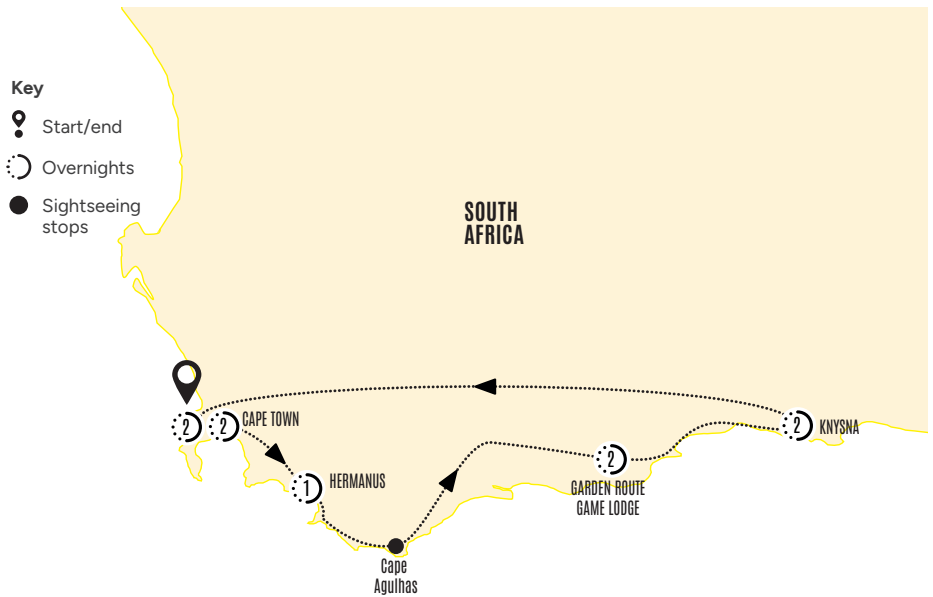 Key
Start/end
Overnights
Sightseeing
stops
SOUTH
AFRICA
2
2
CAPE TOWN
2
KNYSNA
1
HERMANUS
2
GARDEN ROUTE
GAME LODGE
Cape
Agulhas